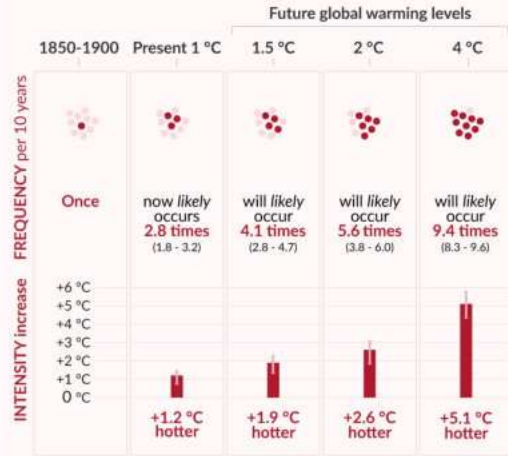 Future global warming levels
1850-1900 Present 1 °C 1.5 °C 2 °C 4 °C
FREQUENCY per 10 years
Once
now likely
occurs
2.8 times
(1.8 - 3.2)
will likely
occur
4.1 times
(2.8 - 4.7)
will likely
occur
5.6 times
(3.8 - 6.0)
will likely
occur
9.4 times
(8.3 - 9.6)
INTENSITY increase
+6 °C
+5 °C
+4 °C
+3 °C
+2 °C
+1 °C
0 °C
+1.2 °C
hotter
+1.9 °C
hotter
+2.6 °C
hotter
+5.1 °C
hotter